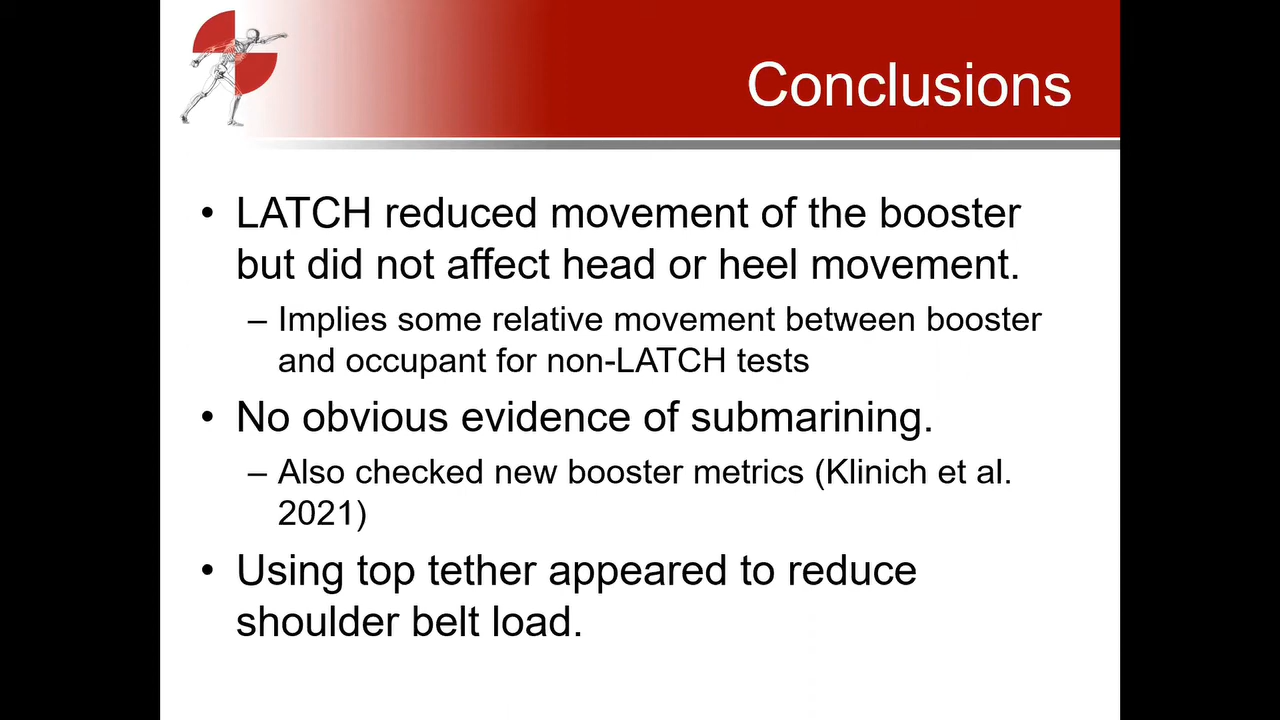 Conclusions
• LATCH reduced movement of the booster
but did not affect head or heel movement.
– Implies some relative movement between booster
and occupant for non-LATCH tests
• No obvious evidence of submarining.
– Also checked new booster metrics (Klinich et al.
2021)
• Using top tether appeared to reduce
shoulder belt load.